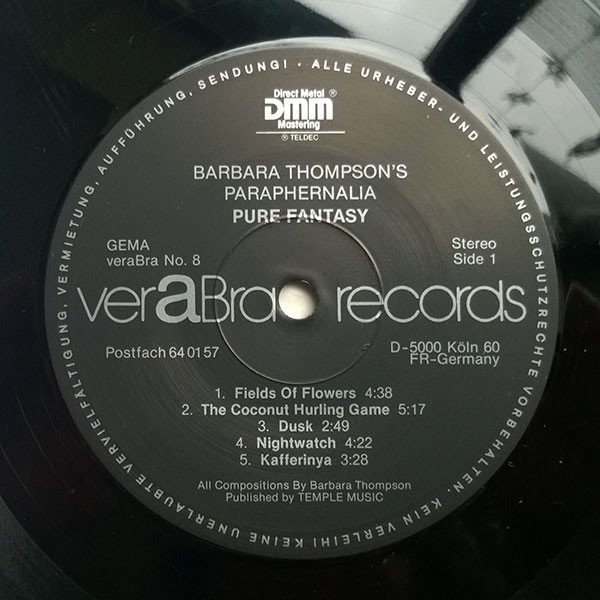 ALLE URHEBER- UND LEISTUNGSSCHUTZRECHTE VORBEHALTEN. KEIN VERLEIH! KEINE UNERLAUBTE VERVIELFÄLTIGUNG, VERMIETUNG, AUFFÜHRUNG, SENDUNG! ·
Direct Metal ®
DMM
Mastering
℗ TELDEC
BARBARA THOMPSON'S
PARAPHERNALIA
PURE FANTASY
GEMA
veraBra No. 8
Stereo
Side 1
veraBra records
Postfach 64 01 57
D-5000 Köln 60
FR-Germany
1. Fields Of Flowers 4:38
2. The Coconut Hurling Game 5:17
3. Dusk 2:49
4. Nightwatch 4:22
5. Kafferinya 3:28
All Compositions By Barbara Thompson
Published by TEMPLE MUSIC